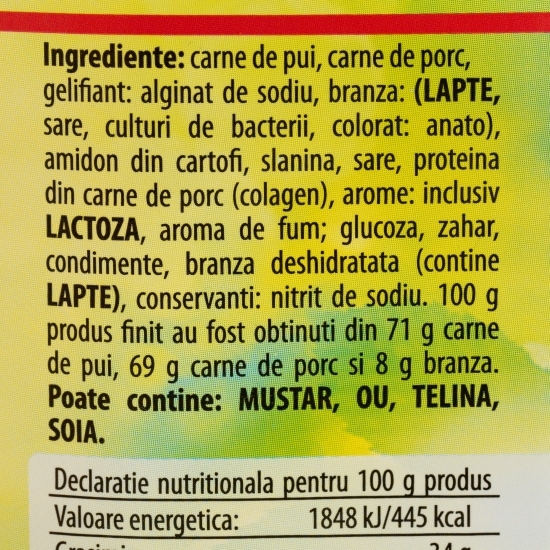 Ingrediente: carne de pui, carne de porc,
gelifiant: alginat de sodiu, branza: (LAPTE,
sare, culturi de bacterii, colorat: anato),
amidon din cartofi, slanina, sare, proteina
din carne de porc (colagen), arome: inclusiv
LACTOZA, aroma de fum; glucoza, zahar,
condimente, branza deshidratata (contine
LAPTE), conservanti: nitrit de sodiu. 100 g
produs finit au fost obtinuti din 71 g carne
de pui, 69 g carne de porc si 8 g branza.
Poate contine: MUSTAR, OU, TELINA,
SOIA.
Declaratie nutritionala pentru 100 g produs
Valoare energetica: 1848 kJ/445 kcal